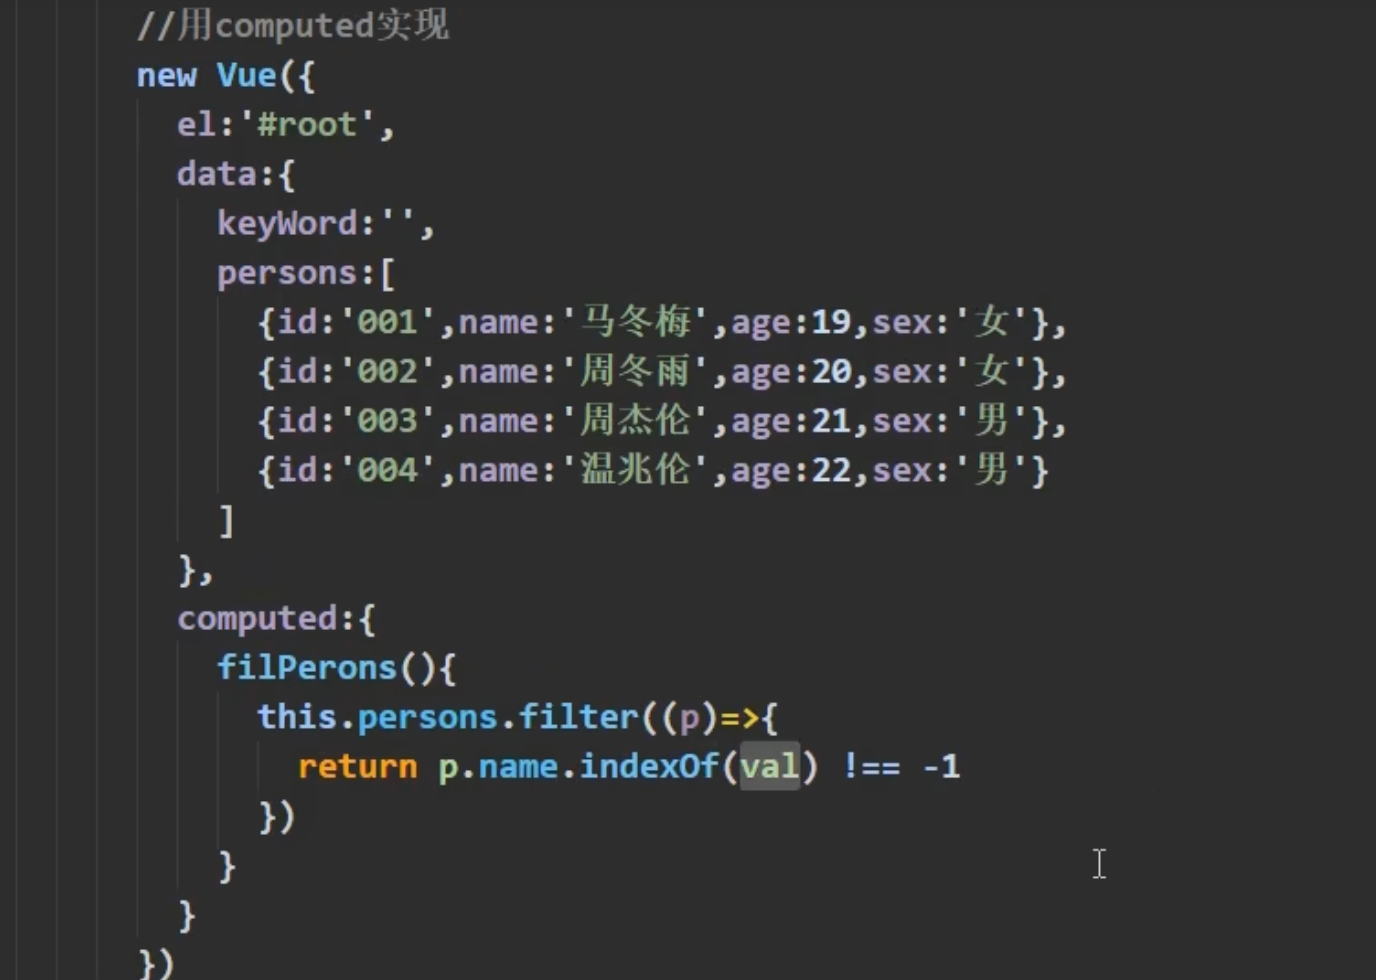 //用computed实现
new Vue({
el:'#root',
data:{
keyWord:'',
persons:[
{id:'001',name:'马冬梅',age:19,sex:'女'},
{id:'002',name:'周冬雨',age:20,sex:'女'},
{id:'003',name:'周杰伦',age:21,sex:'男'},
{id:'004',name:'温兆伦',age:22,sex:'男'}
]
},
computed:{
filPerons(){
this.persons.filter((p)=>{
return p.name.indexOf(val) !== -1
})
}
}
})